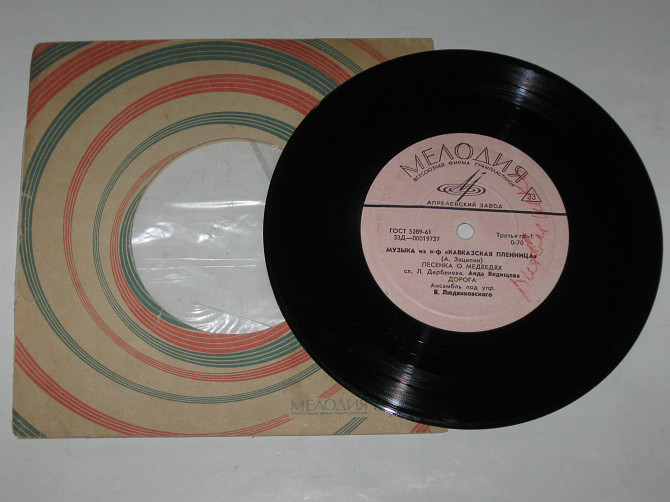 МЕЛОДИЯ
ВСЕСОЮЗНАЯ ФИРМА ГРАМПЛАСТИНОК
33
АПРЕЛЕВСКИЙ ЗАВОД
ГОСТ 5289-61
33Д—00019737
Третья гр.-1
0-70
МУЗЫКА из к-ф «КАВКАЗСКАЯ ПЛЕННИЦА»
(А. Зацепин)
ПЕСЕНКА О МЕДВЕДЯХ
сл. Л. Дербенева, Аида Ведищева
ДОРОГА
Ансамбль под упр.
В. Людвиковского
МЕЛОДИЯ